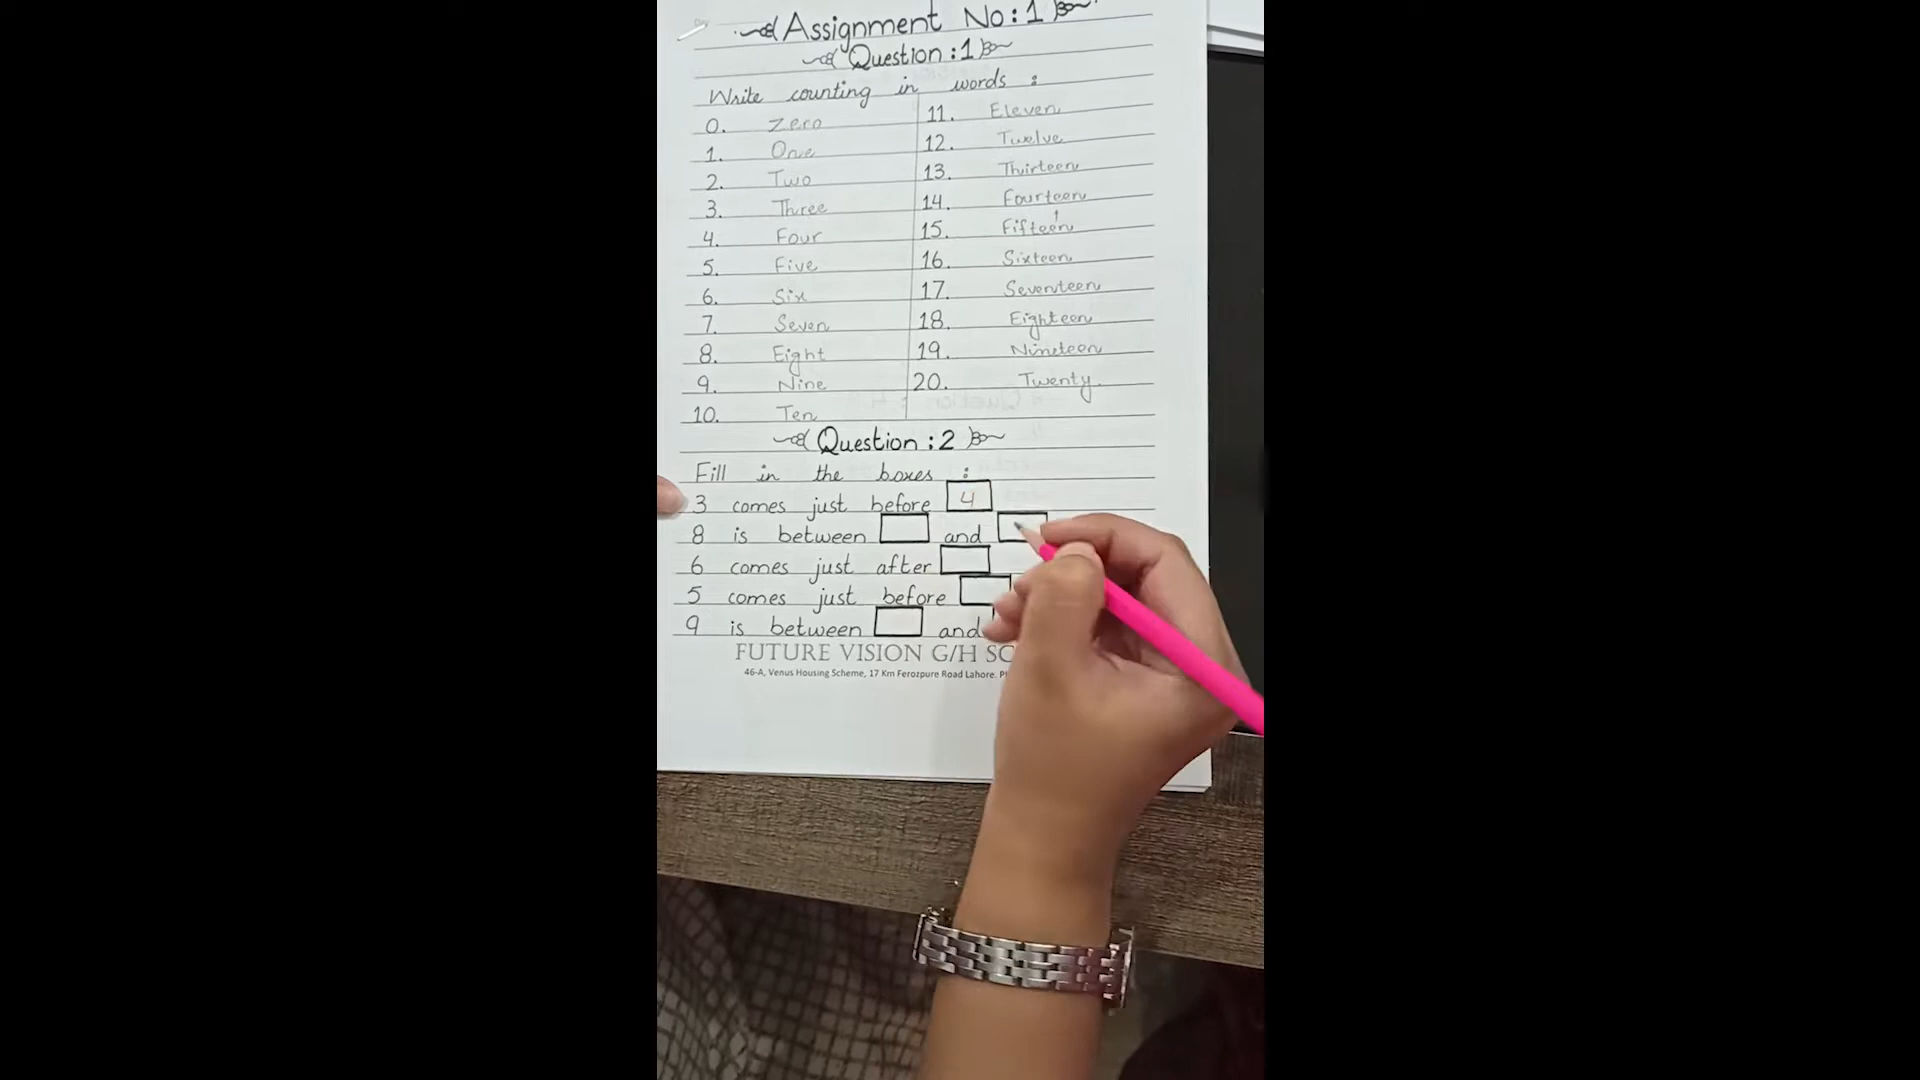 Assignment No:1
Question:1
Write counting in words :
0. Zero
1. One
2. Two
3. Three
4. Four
5. Five
6. Six
7. Seven
8. Eight
9. Nine
10. Ten
11. Eleven
12. Twelve
13. Thirteen
14. Fourteen
15. Fifteen
16. Sixteen
17. Seventeen
18. Eighteen
19. Nineteen
20. Twenty
Question:2
Fill in the boxes :
3 comes just before 4
8 is between and
6 comes just after
5 comes just before
9 is between and
FUTURE VISION G/H
46-A, Venus Housing Scheme, 17 Km Ferozpure Road Lahore.